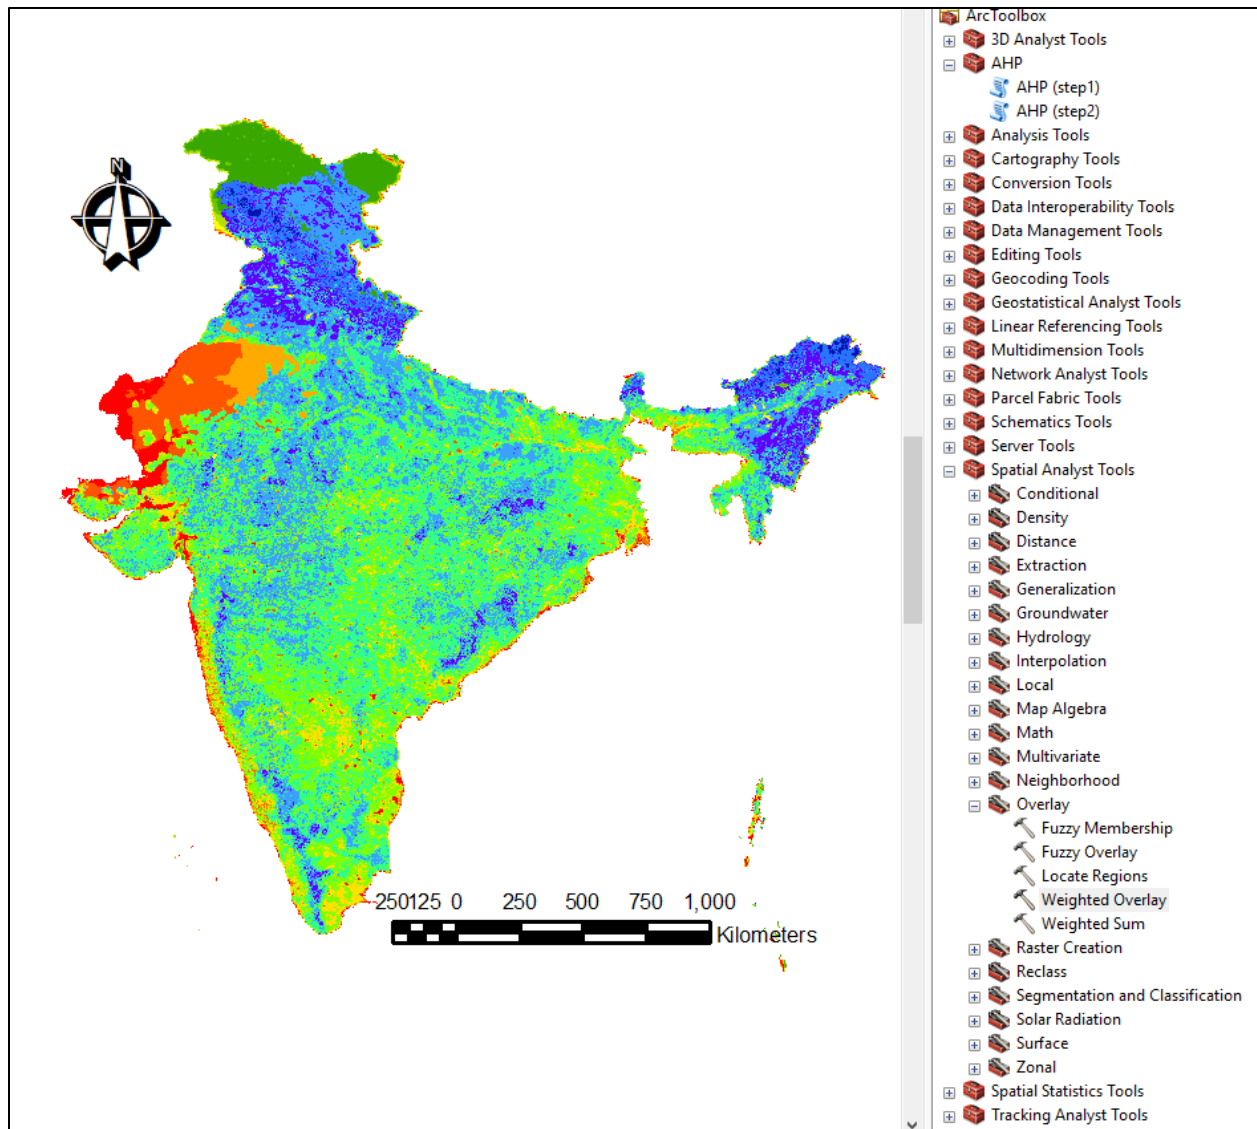 N
250125 0 250 500 750 1,000
Kilometers
ArcToolbox
3D Analyst Tools
AHP
AHP (step1)
AHP (step2)
Analysis Tools
Cartography Tools
Conversion Tools
Data Interoperability Tools
Data Management Tools
Editing Tools
Geocoding Tools
Geostatistical Analyst Tools
Linear Referencing Tools
Multidimension Tools
Network Analyst Tools
Parcel Fabric Tools
Schematics Tools
Server Tools
Spatial Analyst Tools
Conditional
Density
Distance
Extraction
Generalization
Groundwater
Hydrology
Interpolation
Local
Map Algebra
Math
Multivariate
Neighborhood
Overlay
Fuzzy Membership
Fuzzy Overlay
Locate Regions
Weighted Overlay
Weighted Sum
Raster Creation
Reclass
Segmentation and Classification
Solar Radiation
Surface
Zonal
Spatial Statistics Tools
Tracking Analyst Tools